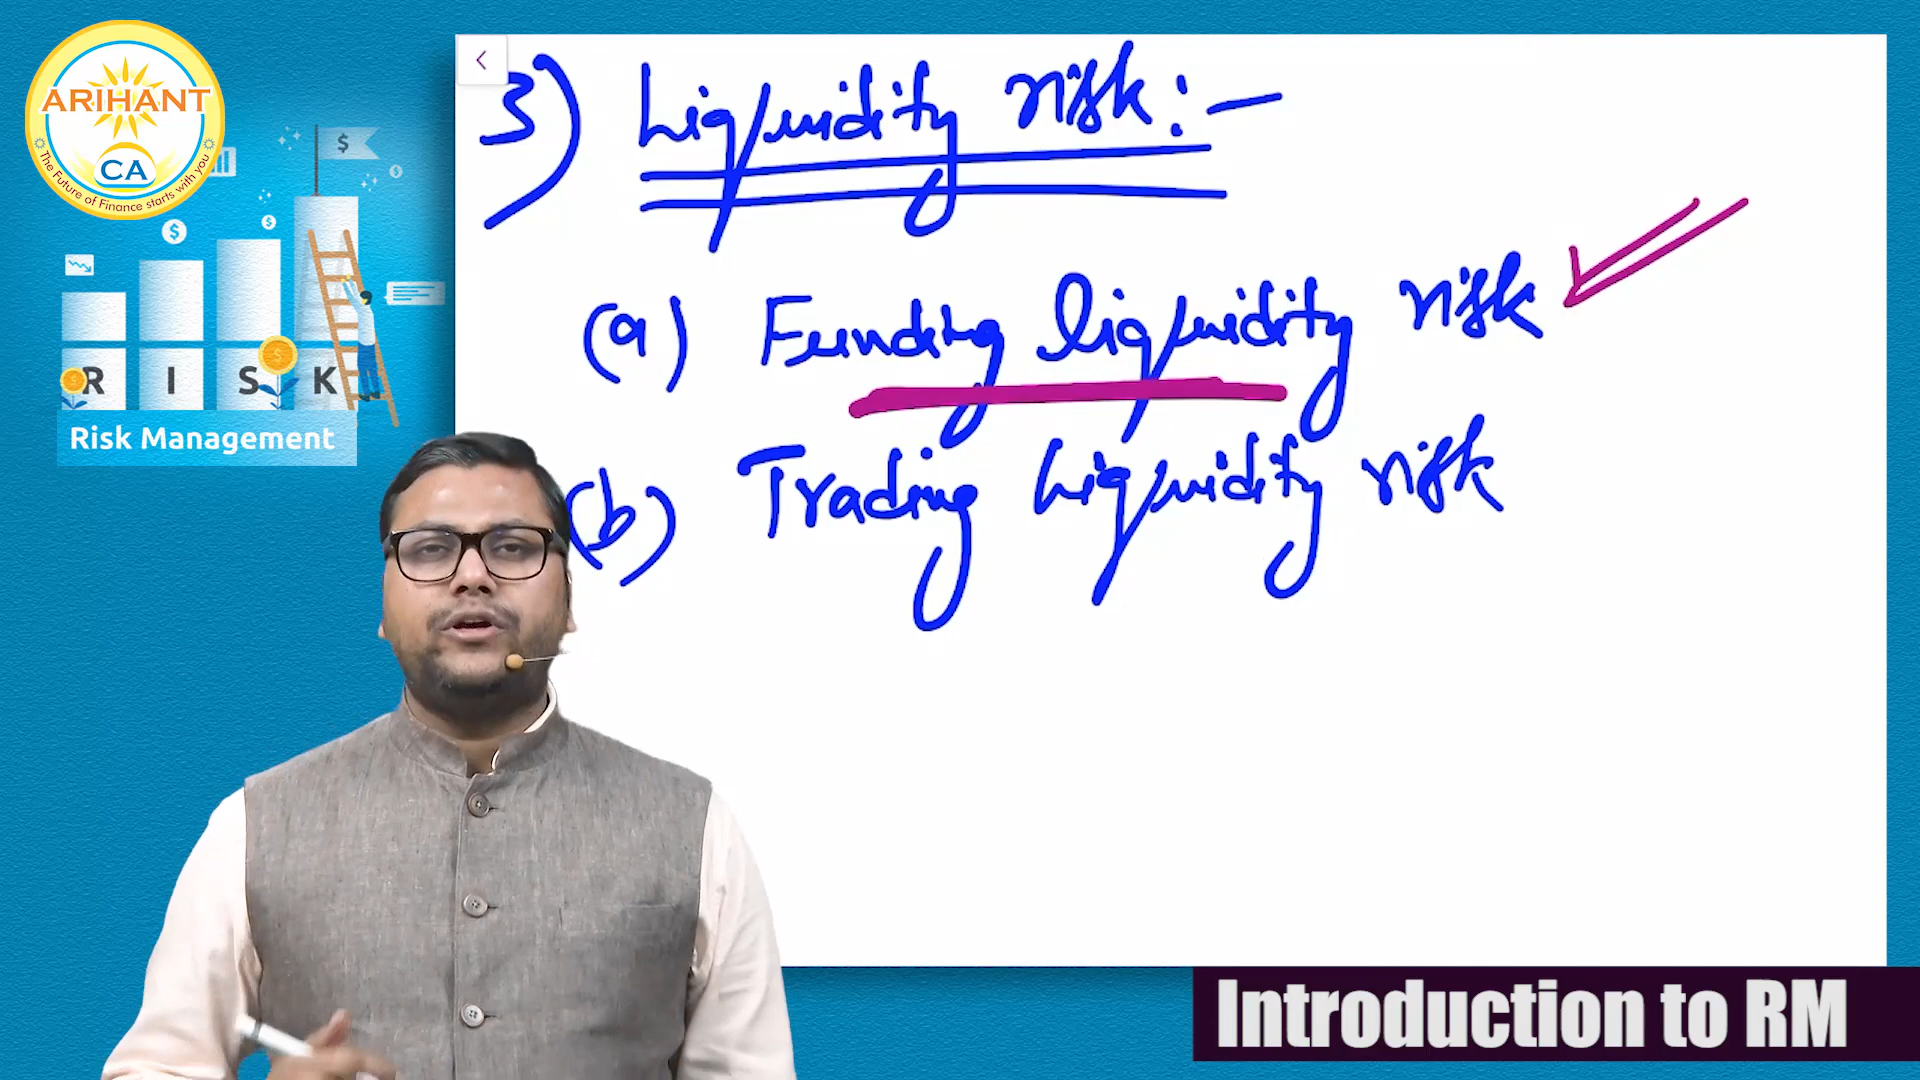 ARIHANT
CA
The Future of Finance starts with you
$
$
$
$
$
R I S K
Risk Management
3) Liquidity risk:-
(a) Funding liquidity risk
(b) Trading Liquidity risk
Introduction to RM